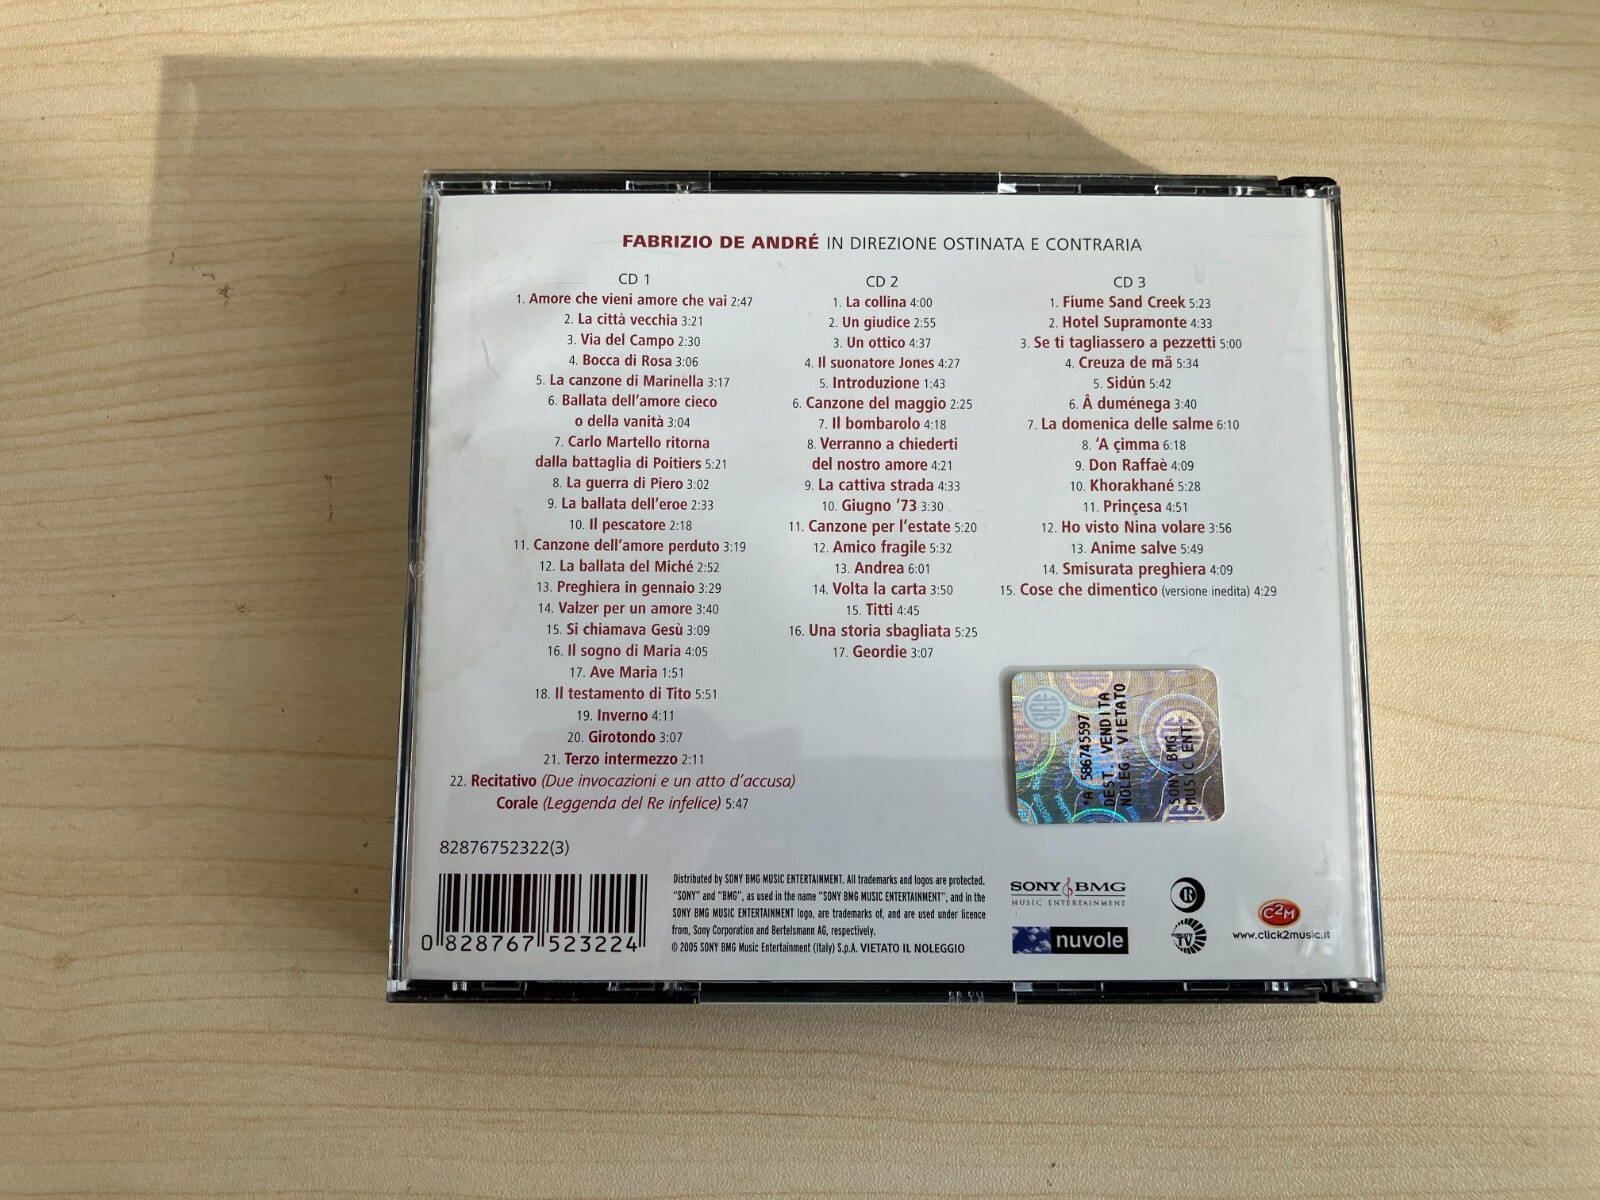 FABRIZIO DE ANDRÉ IN DIREZIONE OSTINATA E CONTRARIA
CD 1
1. Amore che vieni amore che vai 2:47
2. La città vecchia 3:21
3. Via del Campo 2:30
4. Bocca di Rosa 3:06
5. La canzone di Marinella 3:17
6. Ballata dell'amore cieco
o della vanità 3:04
7. Carlo Martello ritorna
dalla battaglia di Poitiers 5:21
8. La guerra di Piero 3:02
9. La ballata dell'eroe 2:33
10. Il pescatore 2:18
11. Canzone dell'amore perduto 3:19
12. La ballata del Miché 2:52
13. Preghiera in gennaio 3:29
14. Valzer per un amore 3:40
15. Si chiamava Gesù 3:09
16. Il sogno di Maria 4:05
17. Ave Maria 1:51
18. Il testamento di Tito 5:51
19. Inverno 4:11
20. Girotondo 3:07
21. Terzo intermezzo 2:11
22. Recitativo (Due invocazioni e un atto d'accusa)
Corale (Leggenda del Re infelice) 5:47
CD 2
1. La collina 4:00
2. Un giudice 2:55
3. Un ottico 4:37
4. Il suonatore Jones 4:27
5. Introduzione 1:43
6. Canzone del maggio 2:25
7. Il bombarolo 4:18
8. Verranno a chiederti
del nostro amore 4:21
9. La cattiva strada 4:33
10. Giugno '73 3:30
11. Canzone per l'estate 5:20
12. Amico fragile 5:32
13. Andrea 6:01
14. Volta la carta 3:50
15. Titti 4:45
16. Una storia sbagliata 5:25
17. Geordie 3:07
CD 3
1. Fiume Sand Creek 5:23
2. Hotel Supramonte 4:33
3. Se ti tagliassero a pezzetti 5:00
4. Creuza de mä 5:34
5. Sidún 5:42
6. Â duménega 3:40
7. La domenica delle salme 6:10
8. 'A çimma 6:18
9. Don Raffaè 4:09
10. Khorakhané 5:28
11. Prinçesa 4:51
12. Ho visto Nina volare 3:56
13. Anime salve 5:49
14. Smisurata preghiera 4:09
15. Cose che dimentico (versione inedita) 4:29
SIAE
*A 586745597
DEST. VENDITA
NOLEG. VIETATO
SONY BMG
MUSIC ENTE
82876752322(3)
0 828767 523224
Distributed by SONY BMG MUSIC ENTERTAINMENT. All trademarks and logos are protected.
"SONY" and "BMG", as used in the name "SONY BMG MUSIC ENTERTAINMENT", and in the
SONY BMG MUSIC ENTERTAINMENT logo, are trademarks of, and are used under licence
from, Sony Corporation and Bertelsmann AG, respectively.
© 2005 SONY BMG Music Entertainment (Italy) S.p.A. VIETATO IL NOLEGGIO
SONY BMG
MUSIC ENTERTAINMENT
nuvole
R
TV
C2M
www.click2music.it